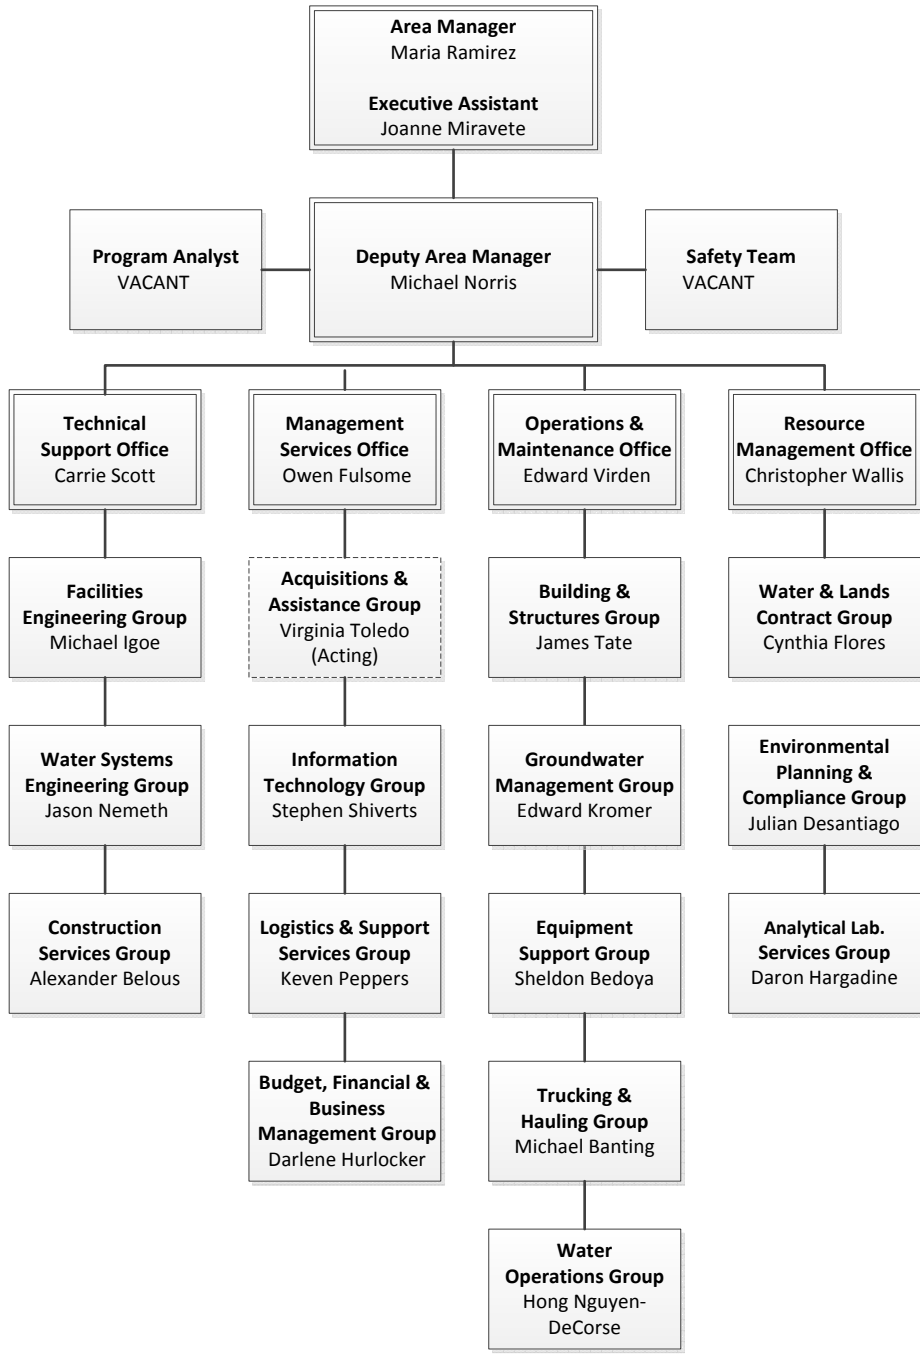 Area Manager
Maria Ramirez
Executive Assistant
Joanne Miravete
Program Analyst
VACANT
Deputy Area Manager
Michael Norris
Safety Team
VACANT
Technical
Support Office
Carrie Scott
Management
Services Office
Owen Fulsome
Operations &
Maintenance Office
Edward Virden
Resource
Management Office
Christopher Wallis
Facilities
Engineering Group
Michael Igoe
Acquisitions &
Assistance Group
Virginia Toledo
(Acting)
Building &
Structures Group
James Tate
Water & Lands
Contract Group
Cynthia Flores
Water Systems
Engineering Group
Jason Nemeth
Information
Technology Group
Stephen Shiverts
Groundwater
Management Group
Edward Kromer
Environmental
Planning &
Compliance Group
Julian Desantiago
Construction
Services Group
Alexander Belous
Logistics & Support
Services Group
Keven Peppers
Equipment
Support Group
Sheldon Bedoya
Analytical Lab.
Services Group
Daron Hargadine
Budget, Financial &
Business
Management Group
Darlene Hurlocker
Trucking &
Hauling Group
Michael Banting
Water
Operations Group
Hong Nguyen-
DeCorse